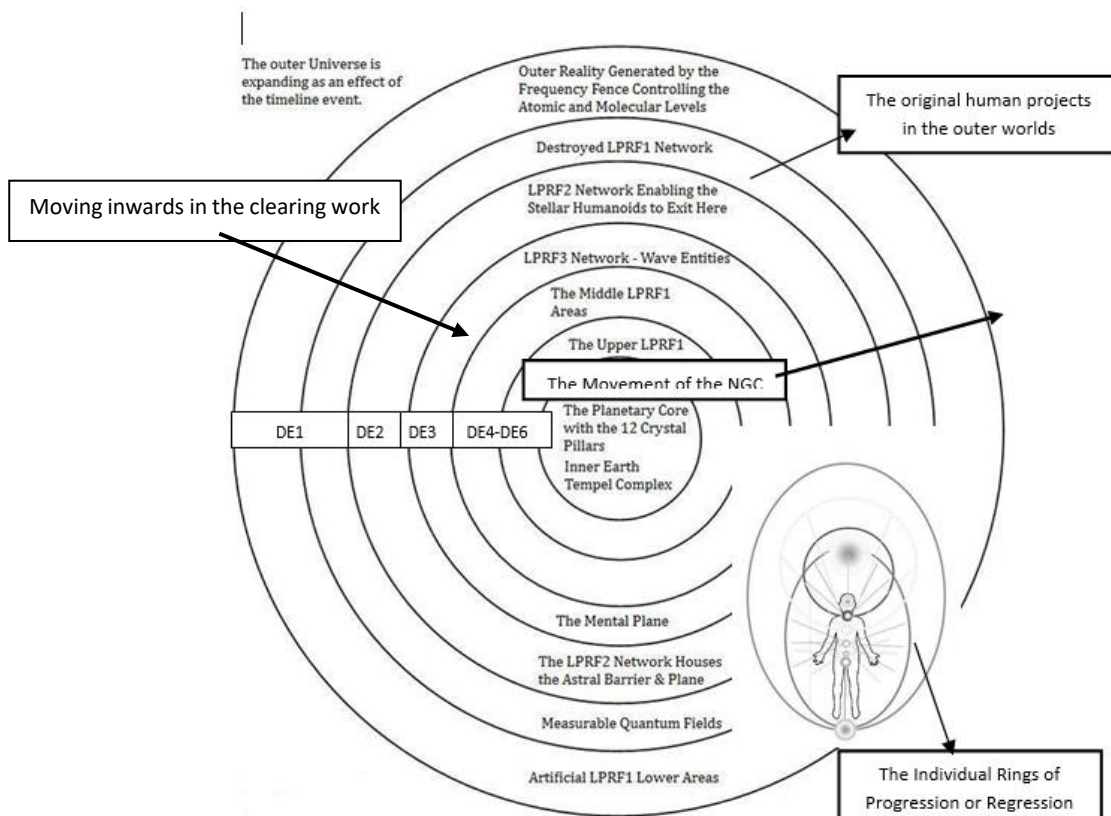 The outer Universe is
expanding as an effect of
the timeline event.
Outer Reality Generated by the
Frequency Fence Controlling the
Atomic and Molecular Levels
The original human projects
in the outer worlds
Destroyed LPRF1 Network
Moving inwards in the clearing work
LPRF2 Network Enabling the
Stellar Humanoids to Exit Here
LPRF3 Network - Wave Entities
The Middle LPRF1
Areas
The Upper LPRF1
The Movement of the NGC
DE1
DE2
DE3
DE4-DE6
The Planetary Core
with the 12 Crystal
Pillars
Inner Earth
Tempel Complex
The Mental Plane
The LPRF2 Network Houses
the Astral Barrier & Plane
Measurable Quantum Fields
Artificial LPRF1 Lower Areas
The Individual Rings of
Progression or Regression